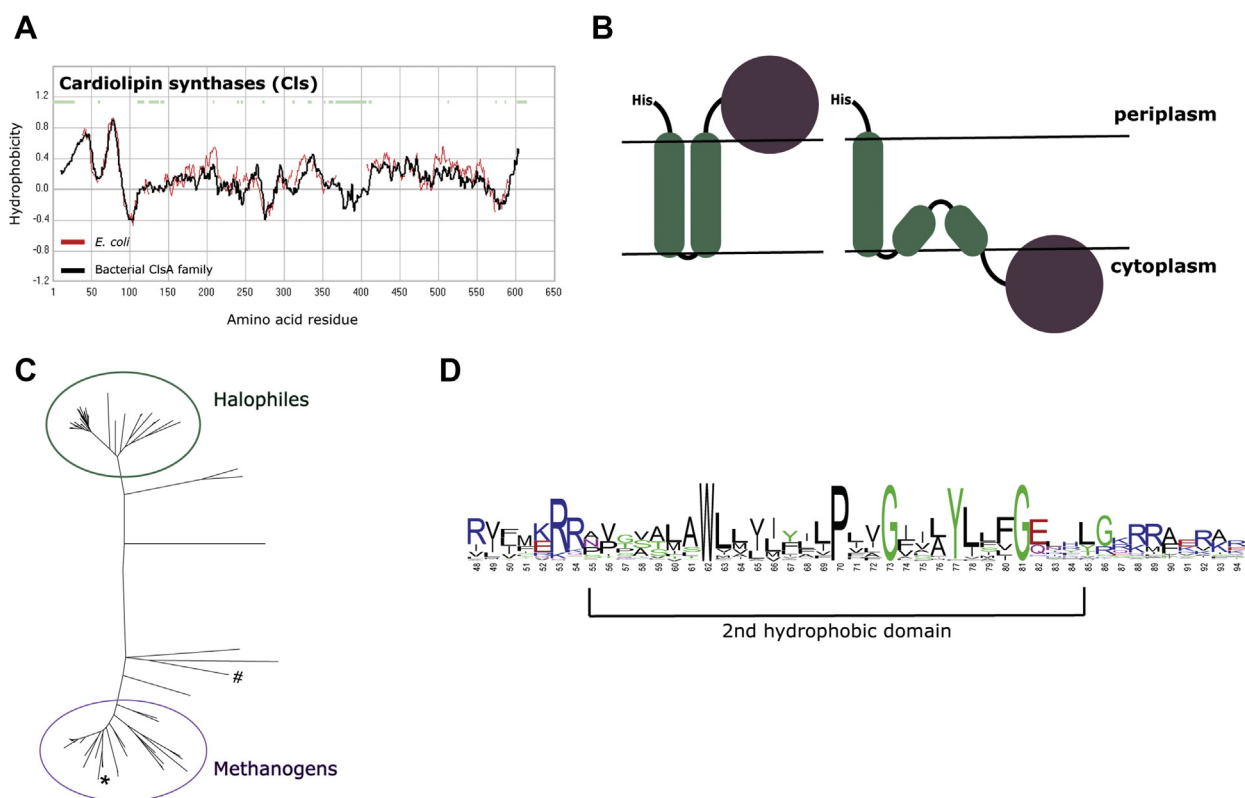 A
Cardiolipin synthases (Cls)
1.2
0.8
0.4
0.0
-0.4
-0.8
-1.2
Hydrophobicity
E. coli
Bacterial ClsA family
1 50 100 150 200 250 300 350 400 450 500 550 600 650
Amino acid residue
B
His
His
periplasm
cytoplasm
C
Halophiles
#
Methanogens
*
D
48 49 50 51 52 53 54 55 56 57 58 59 60 61 62 63 64 65 66 67 68 69 70 71 72 73 74 75 76 77 78 79 80 81 82 83 84 85 86 87 88 89 90 91 92 93 94
2nd hydrophobic domain